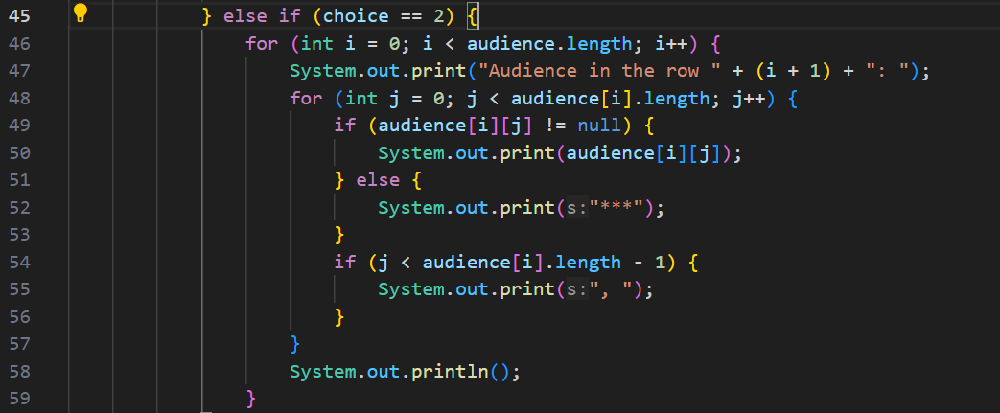 45 } else if (choice == 2) {
46 for (int i = 0; i < audience.length; i++) {
47 System.out.print("Audience in the row " + (i + 1) + ": ");
48 for (int j = 0; j < audience[i].length; j++) {
49 if (audience[i][j] != null) {
50 System.out.print(audience[i][j]);
51 } else {
52 System.out.print(s:"***");
53 }
54 if (j < audience[i].length - 1) {
55 System.out.print(s:", ");
56 }
57 }
58 System.out.println();
59 }